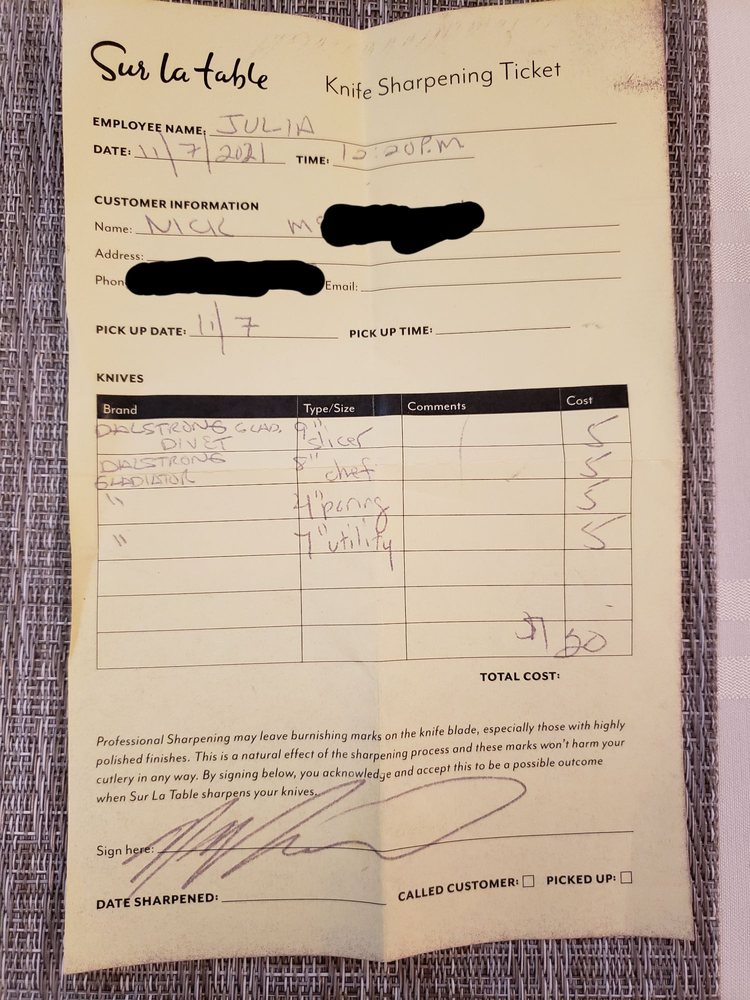 Sur la table
Knife Sharpening Ticket
EMPLOYEE NAME: JULIA
DATE: 11/7/2021 TIME: 12:20P.M
CUSTOMER INFORMATION
Name: NICK
Address:
Phon
Email:
PICK UP DATE: 11/7 PICK UP TIME:
KNIVES
Brand Type/Size Comments Cost
DALSTRONG GLAD. 9" slicer 5
DIVET
DALSTRONG 8" chef 5
GLADIATOR
" 4" paring 5
" 7" utility 5
20
TOTAL COST:
Professional Sharpening may leave burnishing marks on the knife blade, especially those with highly
polished finishes. This is a natural effect of the sharpening process and these marks won't harm your
cutlery in any way. By signing below, you acknowledge and accept this to be a possible outcome
when Sur La Table sharpens your knives.
Sign here:
DATE SHARPENED: CALLED CUSTOMER: PICKED UP: